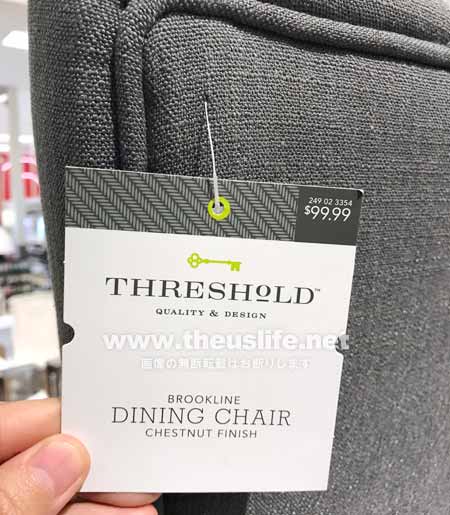 249 02 3354
$99.99
THRESHOLD™
QUALITY & DESIGN
www.theuslife.net
画像の無断転載はお断りします
BROOKLINE
DINING CHAIR
CHESTNUT FINISH